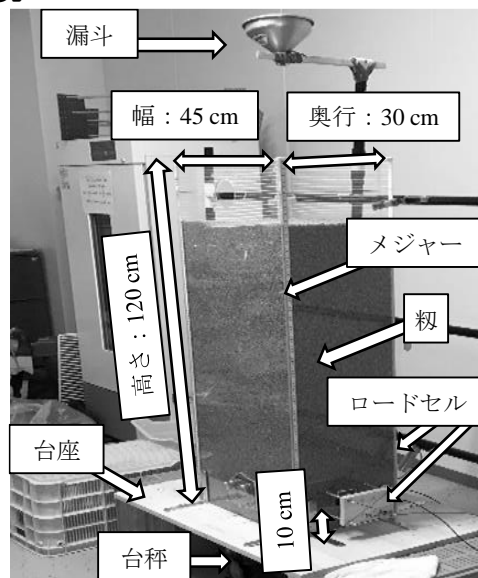 漏斗
幅：45 cm
奥行：30 cm
メジャー
高さ：120 cm
籾
ロードセル
台座
10 cm
台秤